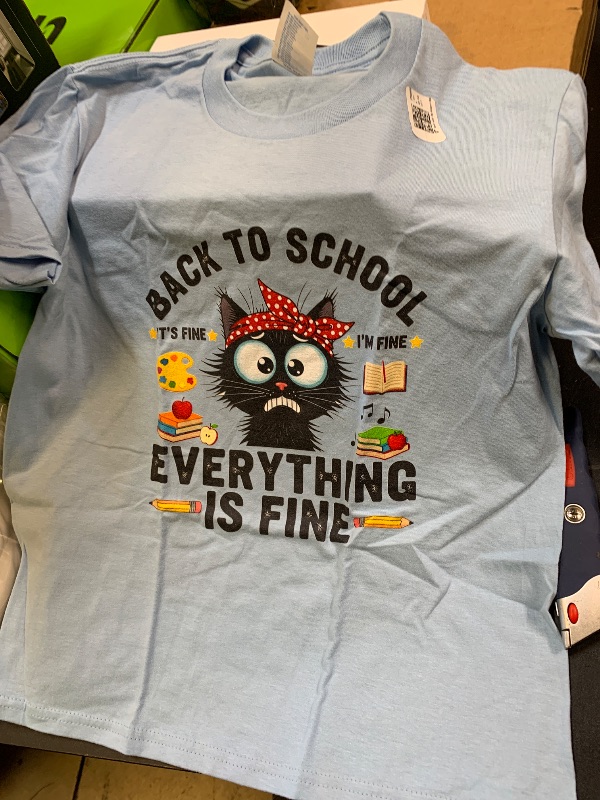 BACK TO SCHOOL
IT'S FINE
I'M FINE
EVERYTHING
IS FINE